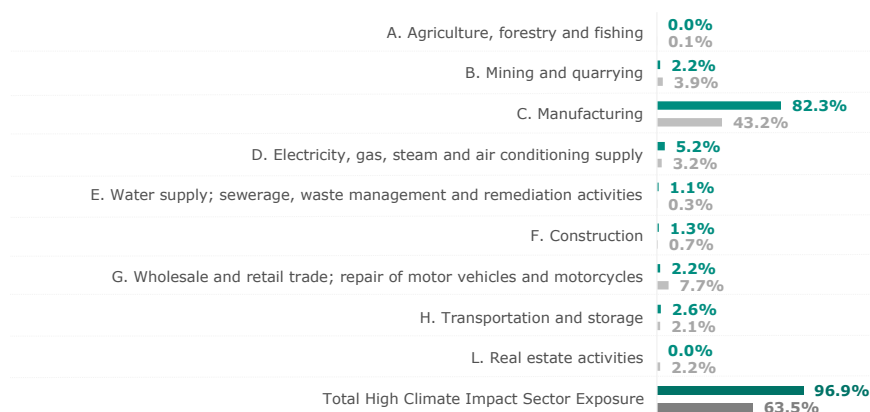 A. Agriculture, forestry and fishing
0.0%
0.1%
B. Mining and quarrying
2.2%
3.9%
C. Manufacturing
82.3%
43.2%
D. Electricity, gas, steam and air conditioning supply
5.2%
3.2%
E. Water supply; sewerage, waste management and remediation activities
1.1%
0.3%
F. Construction
1.3%
0.7%
G. Wholesale and retail trade; repair of motor vehicles and motorcycles
2.2%
7.7%
H. Transportation and storage
2.6%
2.1%
L. Real estate activities
0.0%
2.2%
Total High Climate Impact Sector Exposure
96.9%
63.5%